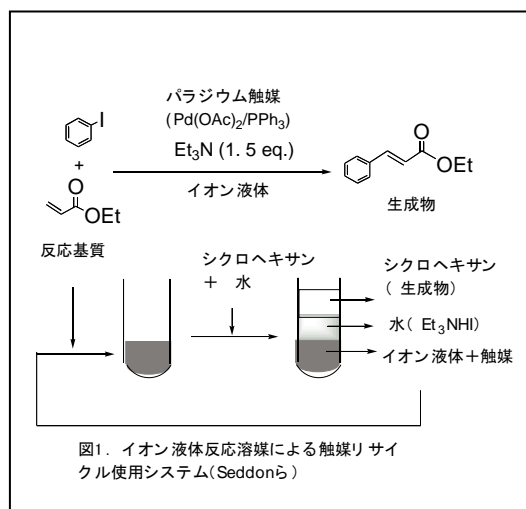 パラジウム触媒
(Pd(OAc)2/PPh3)
I
+
Et3N (1. 5 eq.)
イオン液体
O
O
Et
O
O
Et
生成物
反応基質
シクロヘキサン
+ 水
シクロヘキサン
( 生成物)
水( Et3NHI)
イオン液体+触媒
図1. イオン液体反応溶媒による触媒リサイ
クル使用システム(Seddonら)